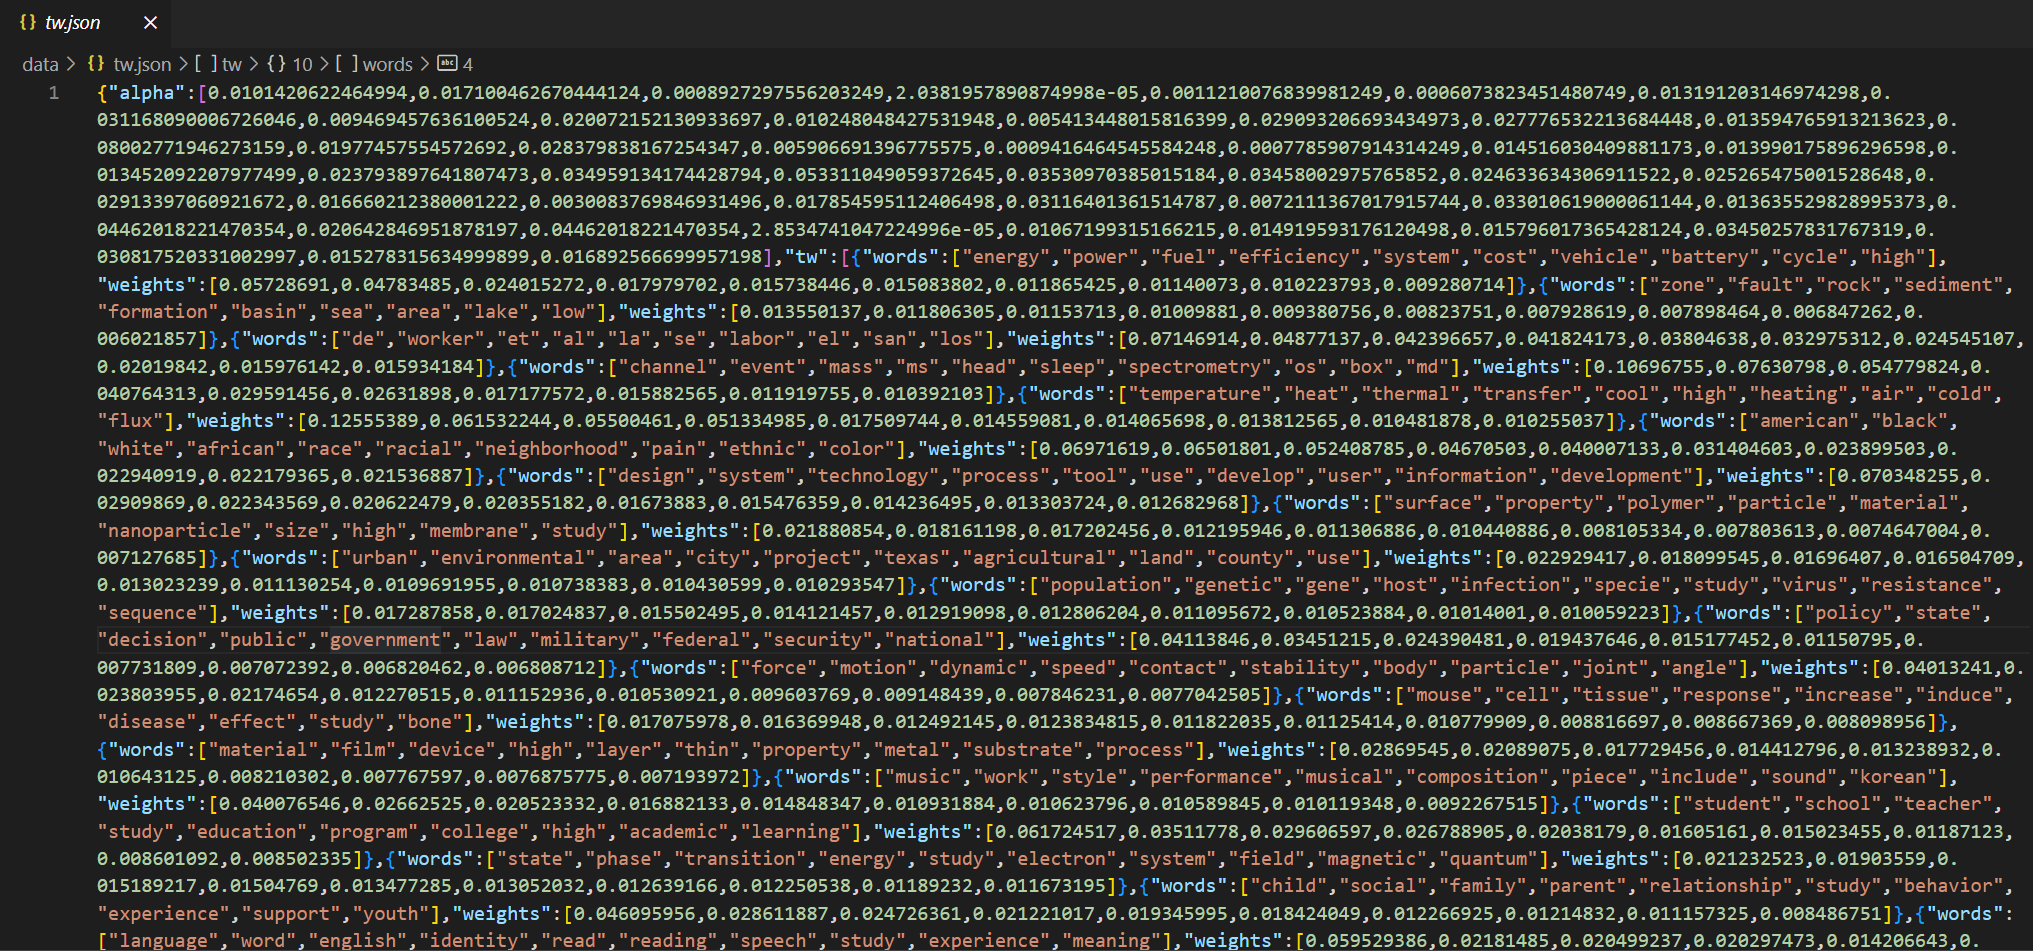 {} tw.json ×
data > {} tw.json > [ ] tw > {} 10 > [ ] words > abc 4
1 {"alpha":[0.0101420622464994,0.017100462670444124,0.0008927297556203249,2.0381957890874998e-05,0.0011210076839981249,0.0006073823451480749,0.013191203146974298,0.
031168090006726046,0.009469457636100524,0.020072152130933697,0.010248048427531948,0.005413448015816399,0.029093206693434973,0.027776532213684448,0.013594765913213623,0.
08002771946273159,0.01977457554572692,0.028379838167254347,0.005906691396775575,0.0009416464545584248,0.0007785907914314249,0.014516030409881173,0.013990175896296598,0.
013452092207977499,0.023793897641807473,0.034959134174428794,0.053311049059372645,0.03530970385015184,0.03458002975765852,0.024633634306911522,0.025265475001528648,0.
02913397060921672,0.016660212380001222,0.0030083769846931496,0.017854595112406498,0.03116401361514787,0.0072111367017915744,0.033010619000061144,0.013635529828995373,0.
04462018221470354,0.020642846951878197,0.04462018221470354,2.8534741047224996e-05,0.01067199315166215,0.014919593176120498,0.015796017365428124,0.03450257831767319,0.
030817520331002997,0.015278315634999899,0.016892566699957198],"tw":[{"words":["energy","power","fuel","efficiency","system","cost","vehicle","battery","cycle","high"],
"weights":[0.05728691,0.04783485,0.024015272,0.017979702,0.015738446,0.015083802,0.011865425,0.01140073,0.010223793,0.009280714]},{"words":["zone","fault","rock","sediment",
"formation","basin","sea","area","lake","low"],"weights":[0.013550137,0.011806305,0.01153713,0.01009881,0.009380756,0.00823751,0.007928619,0.007898464,0.006847262,0.
006021857]},{"words":["de","worker","et","al","la","se","labor","el","san","los"],"weights":[0.07146914,0.04877137,0.042396657,0.041824173,0.03804638,0.032975312,0.024545107,
0.02019842,0.015976142,0.015934184]},{"words":["channel","event","mass","ms","head","sleep","spectrometry","os","box","md"],"weights":[0.10696755,0.07630798,0.054779824,0.
040764313,0.029591456,0.02631898,0.017177572,0.015882565,0.011919755,0.010392103]},{"words":["temperature","heat","thermal","transfer","cool","high","heating","air","cold",
"flux"],"weights":[0.12555389,0.061532244,0.05500461,0.051334985,0.017509744,0.014559081,0.014065698,0.013812565,0.010481878,0.010255037]},{"words":["american","black",
"white","african","race","racial","neighborhood","pain","ethnic","color"],"weights":[0.06971619,0.06501801,0.052408785,0.04670503,0.040007133,0.031404603,0.023899503,0.
022940919,0.022179365,0.021536887]},{"words":["design","system","technology","process","tool","use","develop","user","information","development"],"weights":[0.070348255,0.
02909869,0.022343569,0.020622479,0.020355182,0.01673883,0.015476359,0.014236495,0.013303724,0.012682968]},{"words":["surface","property","polymer","particle","material",
"nanoparticle","size","high","membrane","study"],"weights":[0.021880854,0.018161198,0.017202456,0.012195946,0.011306886,0.010440886,0.008105334,0.007803613,0.0074647004,0.
007127685]},{"words":["urban","environmental","area","city","project","texas","agricultural","land","county","use"],"weights":[0.022929417,0.018099545,0.01696407,0.016504709,
0.013023239,0.011130254,0.0109691955,0.010738383,0.010430599,0.010293547]},{"words":["population","genetic","gene","host","infection","specie","study","virus","resistance",
"sequence"],"weights":[0.017287858,0.017024837,0.015502495,0.014121457,0.012919098,0.012806204,0.011095672,0.010523884,0.01014001,0.010059223]},{"words":["policy","state",
"decision","public","government","law","military","federal","security","national"],"weights":[0.04113846,0.03451215,0.024390481,0.019437646,0.015177452,0.01150795,0.
007731809,0.007072392,0.006820462,0.006808712]},{"words":["force","motion","dynamic","speed","contact","stability","body","particle","joint","angle"],"weights":[0.04013241,0.
023803955,0.02174654,0.012270515,0.011152936,0.010530921,0.009603769,0.009148439,0.007846231,0.0077042505]},{"words":["mouse","cell","tissue","response","increase","induce",
"disease","effect","study","bone"],"weights":[0.017075978,0.016369948,0.012492145,0.0123834815,0.011822035,0.01125414,0.010779909,0.008816697,0.008667369,0.008098956]},
{"words":["material","film","device","high","layer","thin","property","metal","substrate","process"],"weights":[0.02869545,0.02089075,0.017729456,0.014412796,0.013238932,0.
010643125,0.008210302,0.007767597,0.0076875775,0.007193972]},{"words":["music","work","style","performance","musical","composition","piece","include","sound","korean"],
"weights":[0.040076546,0.02662525,0.020523332,0.016882133,0.014848347,0.010931884,0.010623796,0.010589845,0.010119348,0.0092267515]},{"words":["student","school","teacher",
"study","education","program","college","high","academic","learning"],"weights":[0.061724517,0.03511778,0.029606597,0.026788905,0.02038179,0.01605161,0.015023455,0.01187123,
0.008601092,0.008502335]},{"words":["state","phase","transition","energy","study","electron","system","field","magnetic","quantum"],"weights":[0.021232523,0.01903559,0.
015189217,0.01504769,0.013477285,0.013052032,0.012639166,0.012250538,0.01189232,0.011673195]},{"words":["child","social","family","parent","relationship","study","behavior",
"experience","support","youth"],"weights":[0.046095956,0.028611887,0.024726361,0.021221017,0.019345995,0.018424049,0.012266925,0.01214832,0.011157325,0.008486751]},{"words":
["language","word","english","identity","read","reading","speech","study","experience","meaning"],"weights":[0.059529386,0.02181485,0.020499237,0.020297473,0.014206643,0.